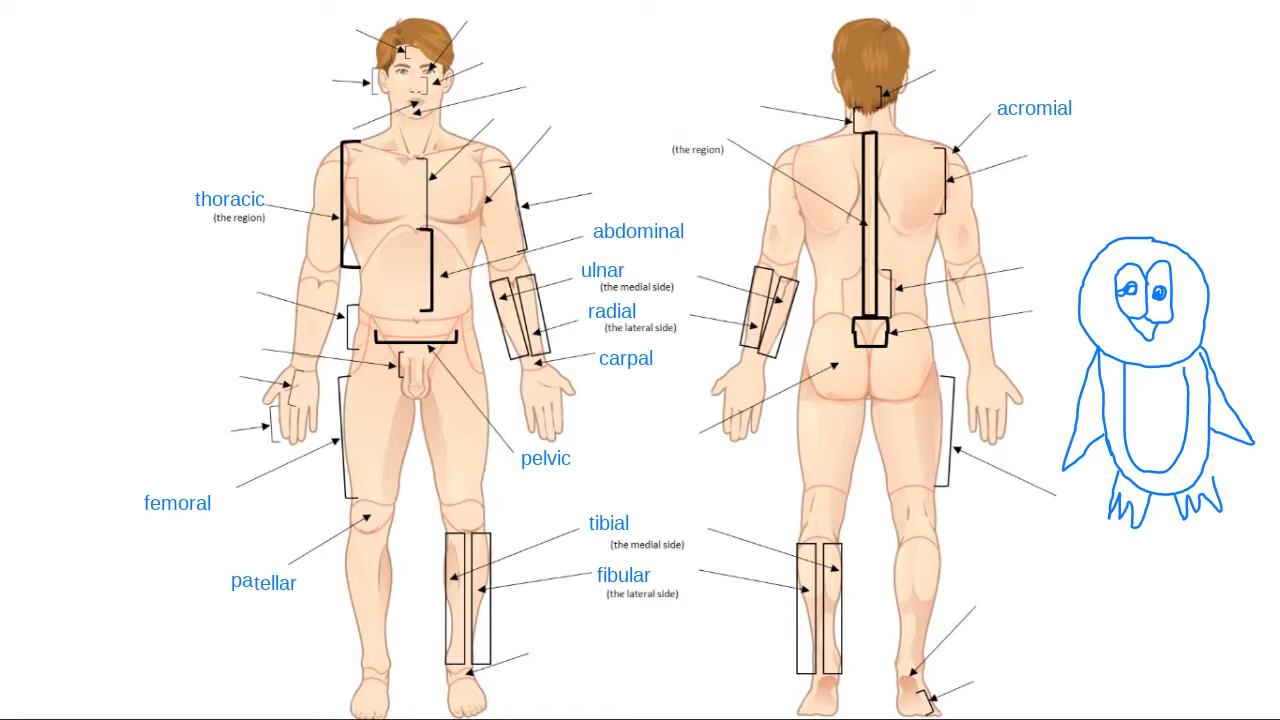 acromial
(the region)
thoracic
(the region)
abdominal
ulnar
(the medial side)
radial
(the lateral side)
carpal
pelvic
femoral
tibial
(the medial side)
patellar
fibular
(the lateral side)